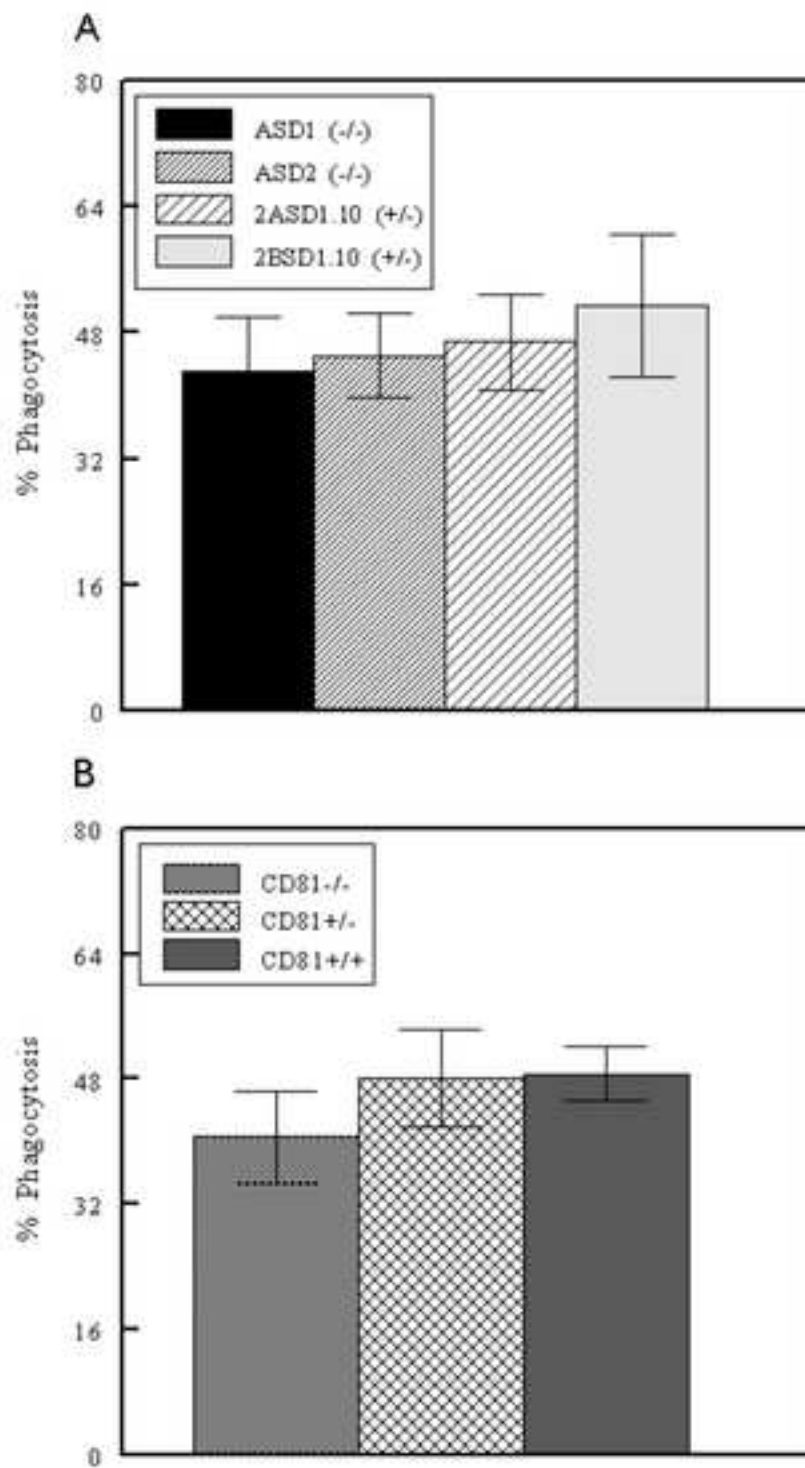 A
80
ASD1 (-/-)
ASD2 (-/-)
64
2ASD1.10 (+/-)
2BSD1.10 (+/-)
% Phagocytosis
48
32
16
0
B
80
CD81-/-
CD81+/-
64
CD81+/+
% Phagocytosis
48
32
16
0